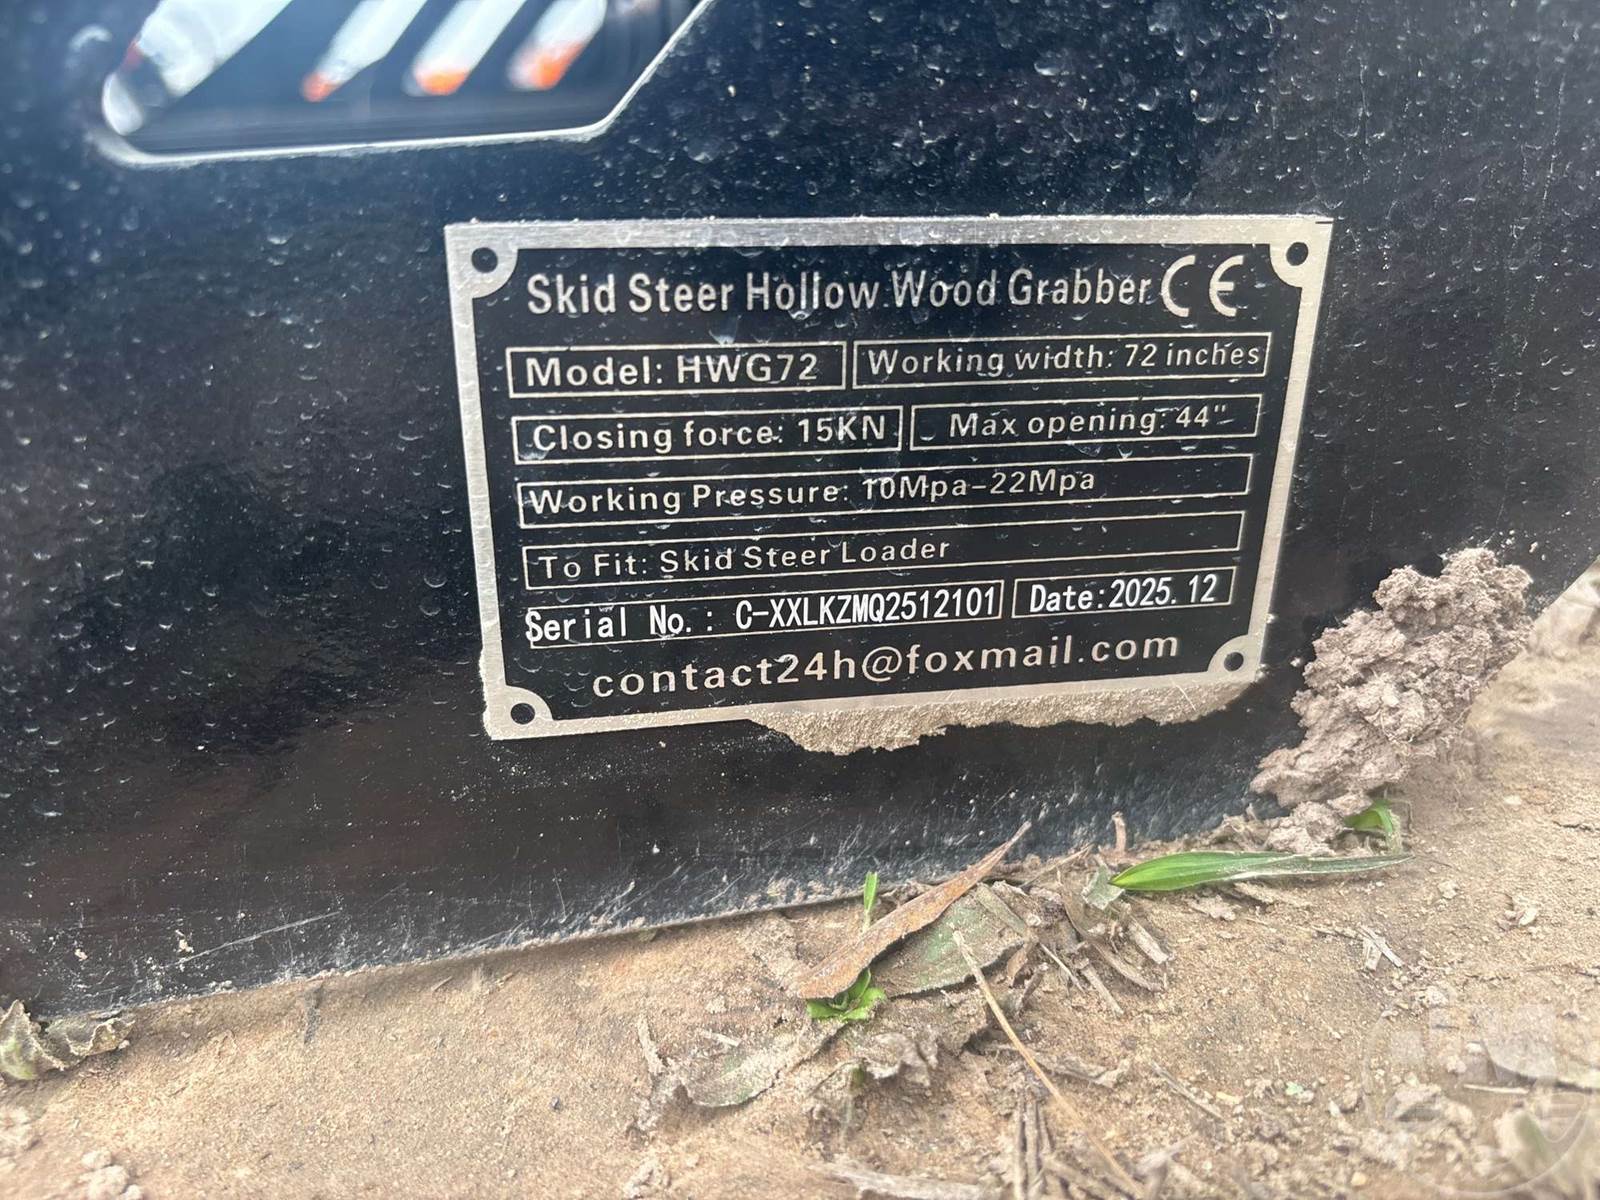 Skid Steer Hollow Wood Grabber CE
Model: HWG72 Working width: 72 inches
Closing force: 15KN Max opening: 44"
Working Pressure: 10Mpa-22Mpa
To Fit: Skid Steer Loader
Serial No.: C-XXLKZMQ2512101 Date:2025.12
contact24h@foxmail.com